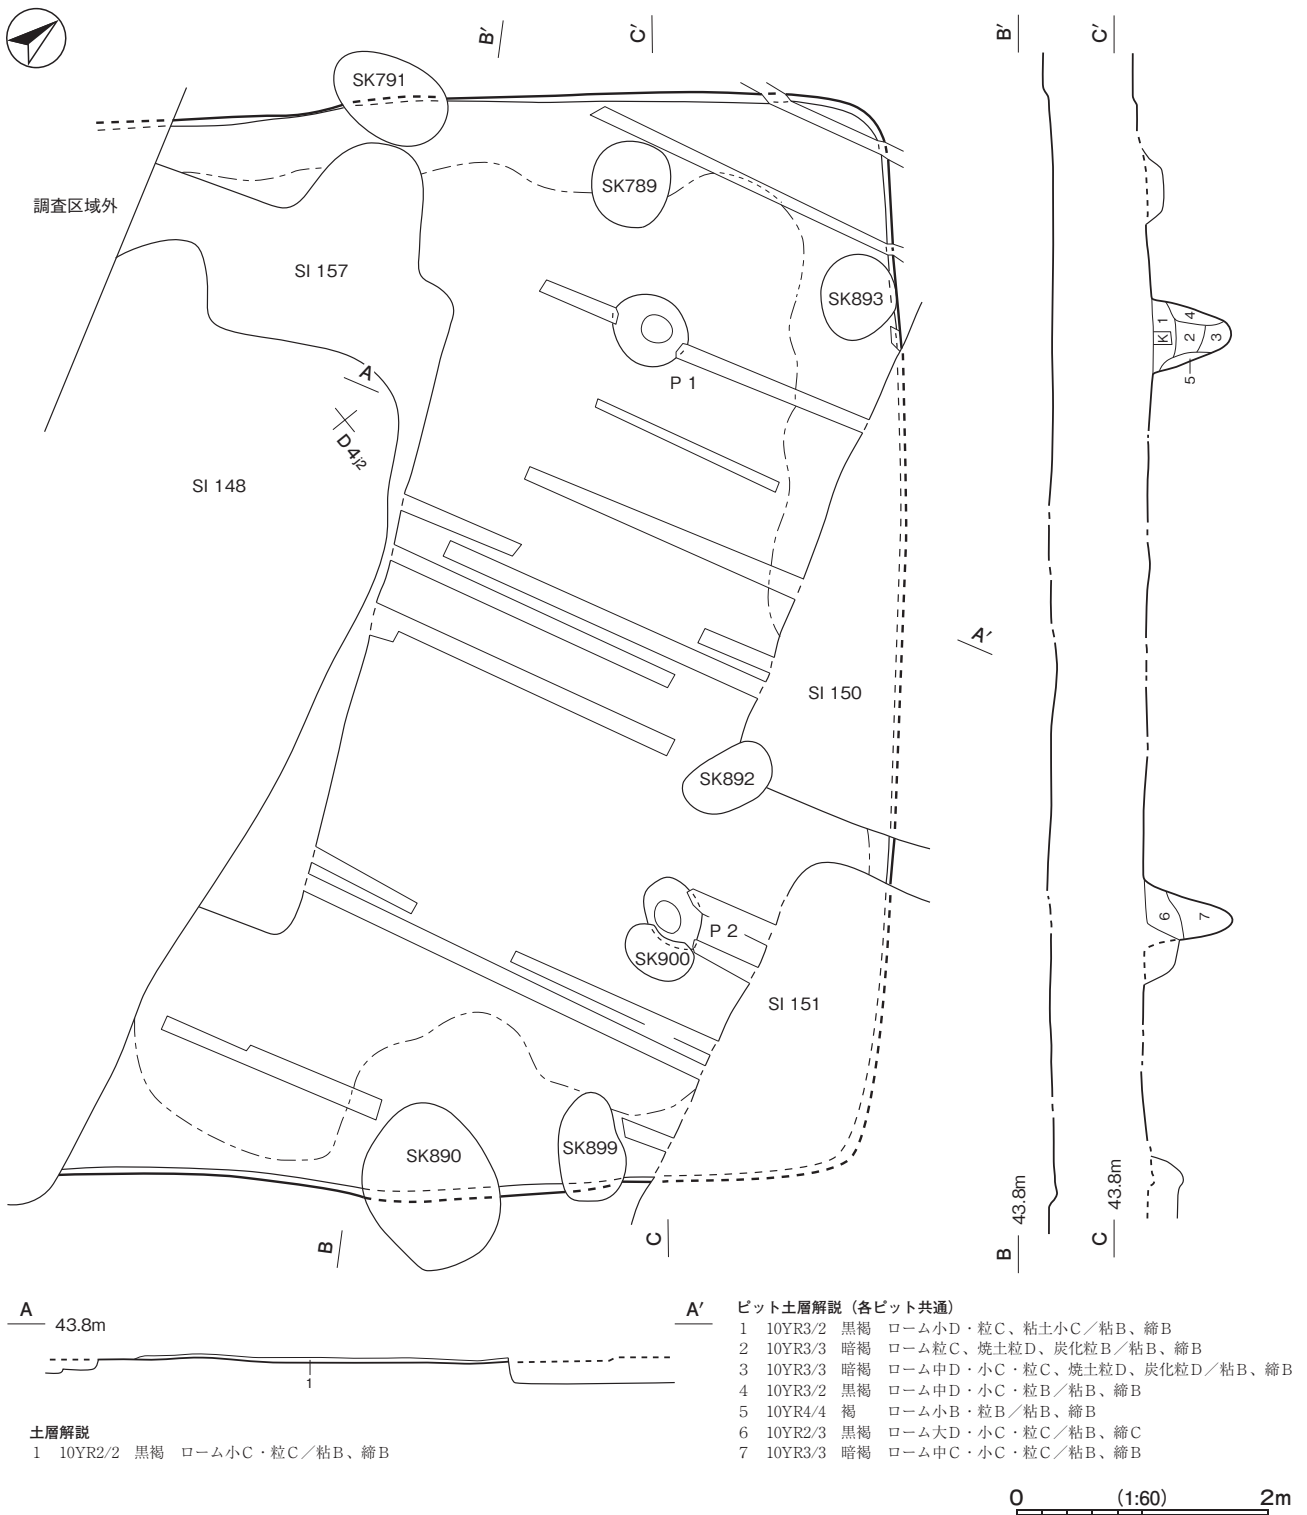 B'
C'
B'
C'
SK791
SK789
調査区域外
SI 157
SK893
P 1
A
D4j2
SI 148
1
4
K
2
3
5
A'
SI 150
SK892
P 2
SK900
SI 151
6
7
SK890
SK899
B
C
B 43.8m
C 43.8m
A 43.8m
A'
1
土層解説
1 10YR2/2 黒褐 ローム小C・粒C/粘B、締B
ピット土層解説(各ピット共通)
1 10YR3/2 黒褐 ローム小D・粒C、粘土小C/粘B、締B
2 10YR3/3 暗褐 ローム粒C、焼土粒D、炭化粒B/粘B、締B
3 10YR3/3 暗褐 ローム中D・小C・粒C、焼土粒D、炭化粒D/粘B、締B
4 10YR3/2 黒褐 ローム中D・小C・粒B/粘B、締B
5 10YR4/4 褐 ローム小B・粒B/粘B、締B
6 10YR2/3 黒褐 ローム大D・小C・粒C/粘B、締C
7 10YR3/3 暗褐 ローム中C・小C・粒C/粘B、締B
0 (1:60) 2m